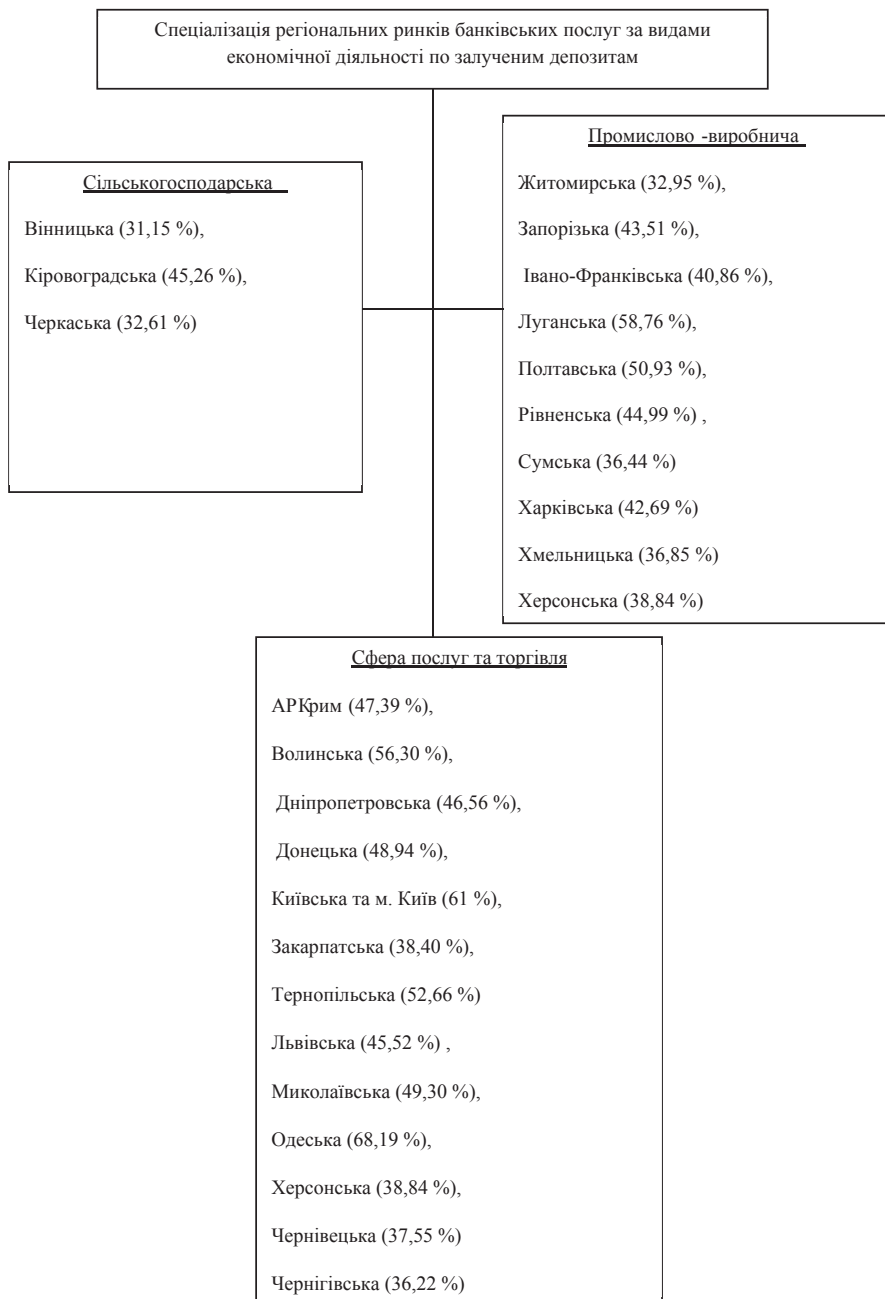 Спеціалізація регіональних ринків банківських послуг за видами
економічної діяльності по залученим депозитам
Сільськогосподарська
Вінницька (31,15 %),
Кіровоградська (45,26 %),
Черкаська (32,61 %)
Промислово -виробнича
Житомирська (32,95 %),
Запорізька (43,51 %),
Івано-Франківська (40,86 %),
Луганська (58,76 %),
Полтавська (50,93 %),
Рівненська (44,99 %) ,
Сумська (36,44 %)
Харківська (42,69 %)
Хмельницька (36,85 %)
Херсонська (38,84 %)
Сфера послуг та торгівля
АРКрим (47,39 %),
Волинська (56,30 %),
Дніпропетровська (46,56 %),
Донецька (48,94 %),
Київська та м. Київ (61 %),
Закарпатська (38,40 %),
Тернопільська (52,66 %)
Львівська (45,52 %) ,
Миколаївська (49,30 %),
Одеська (68,19 %),
Херсонська (38,84 %),
Чернівецька (37,55 %)
Чернігівська (36,22 %)